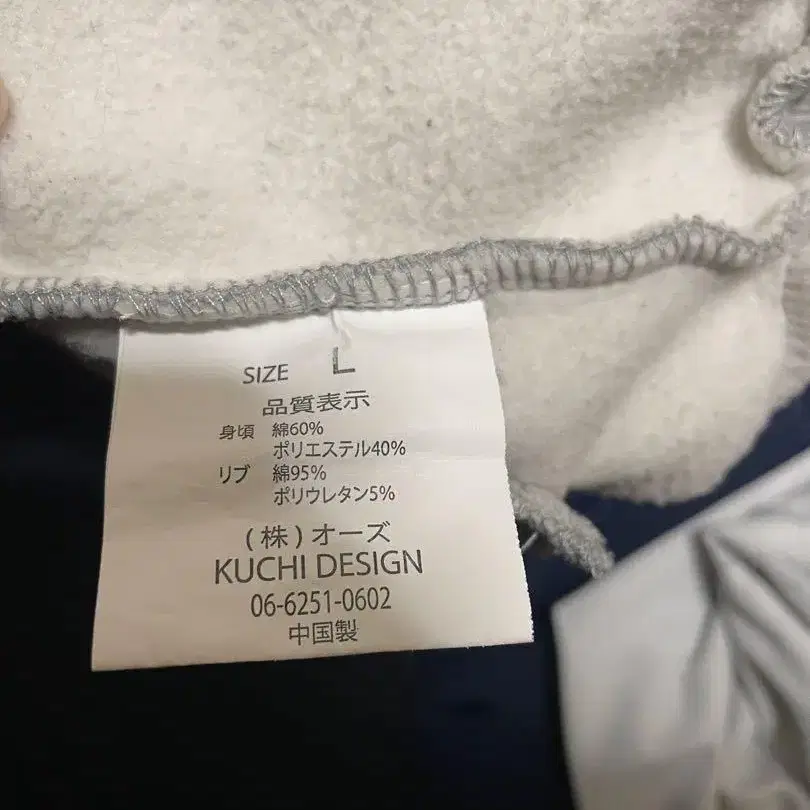 SIZE L
品質表示
身頃 綿60%
ポリエステル40%
リブ 綿95%
ポリウレタン5%
(株)オーズ
KUCHI DESIGN
06-6251-0602
中国製